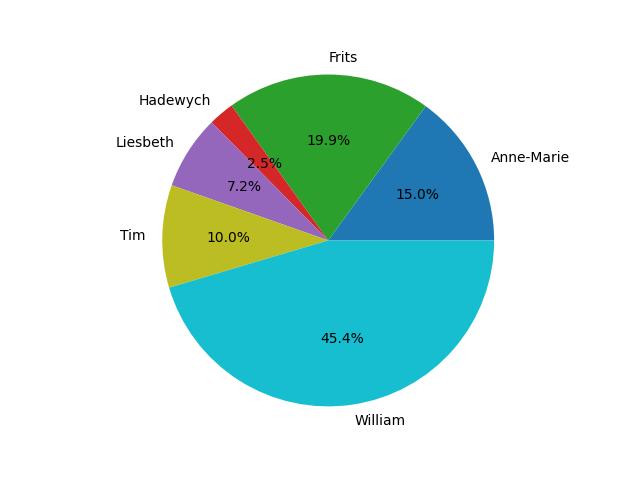 Frits
Hadewych
Liesbeth
Anne-Marie
19.9%
2.5%
7.2%
15.0%
Tim
10.0%
45.4%
William